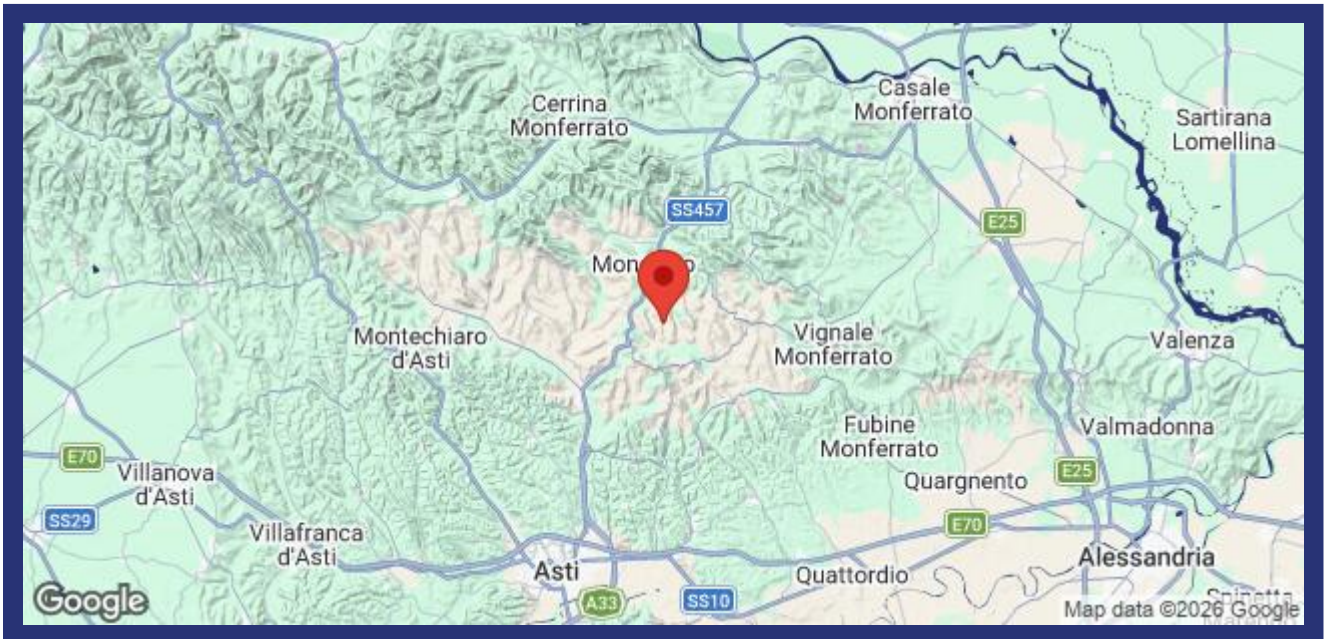 Cerrina
Monferrato
Casale
Monferrato
Sartirana
Lomellina
SS457
E25
Montechiaro
d'Asti
Vignale
Monferrato
Valenza
Fubine
Monferrato
Valmadonna
E70
Villanova
d'Asti
Quargnento
E25
SS29
Villafranca
d'Asti
E70
Asti
Quattordio
Alessandria
Google
A33
SS10
Map data ©2026 Google